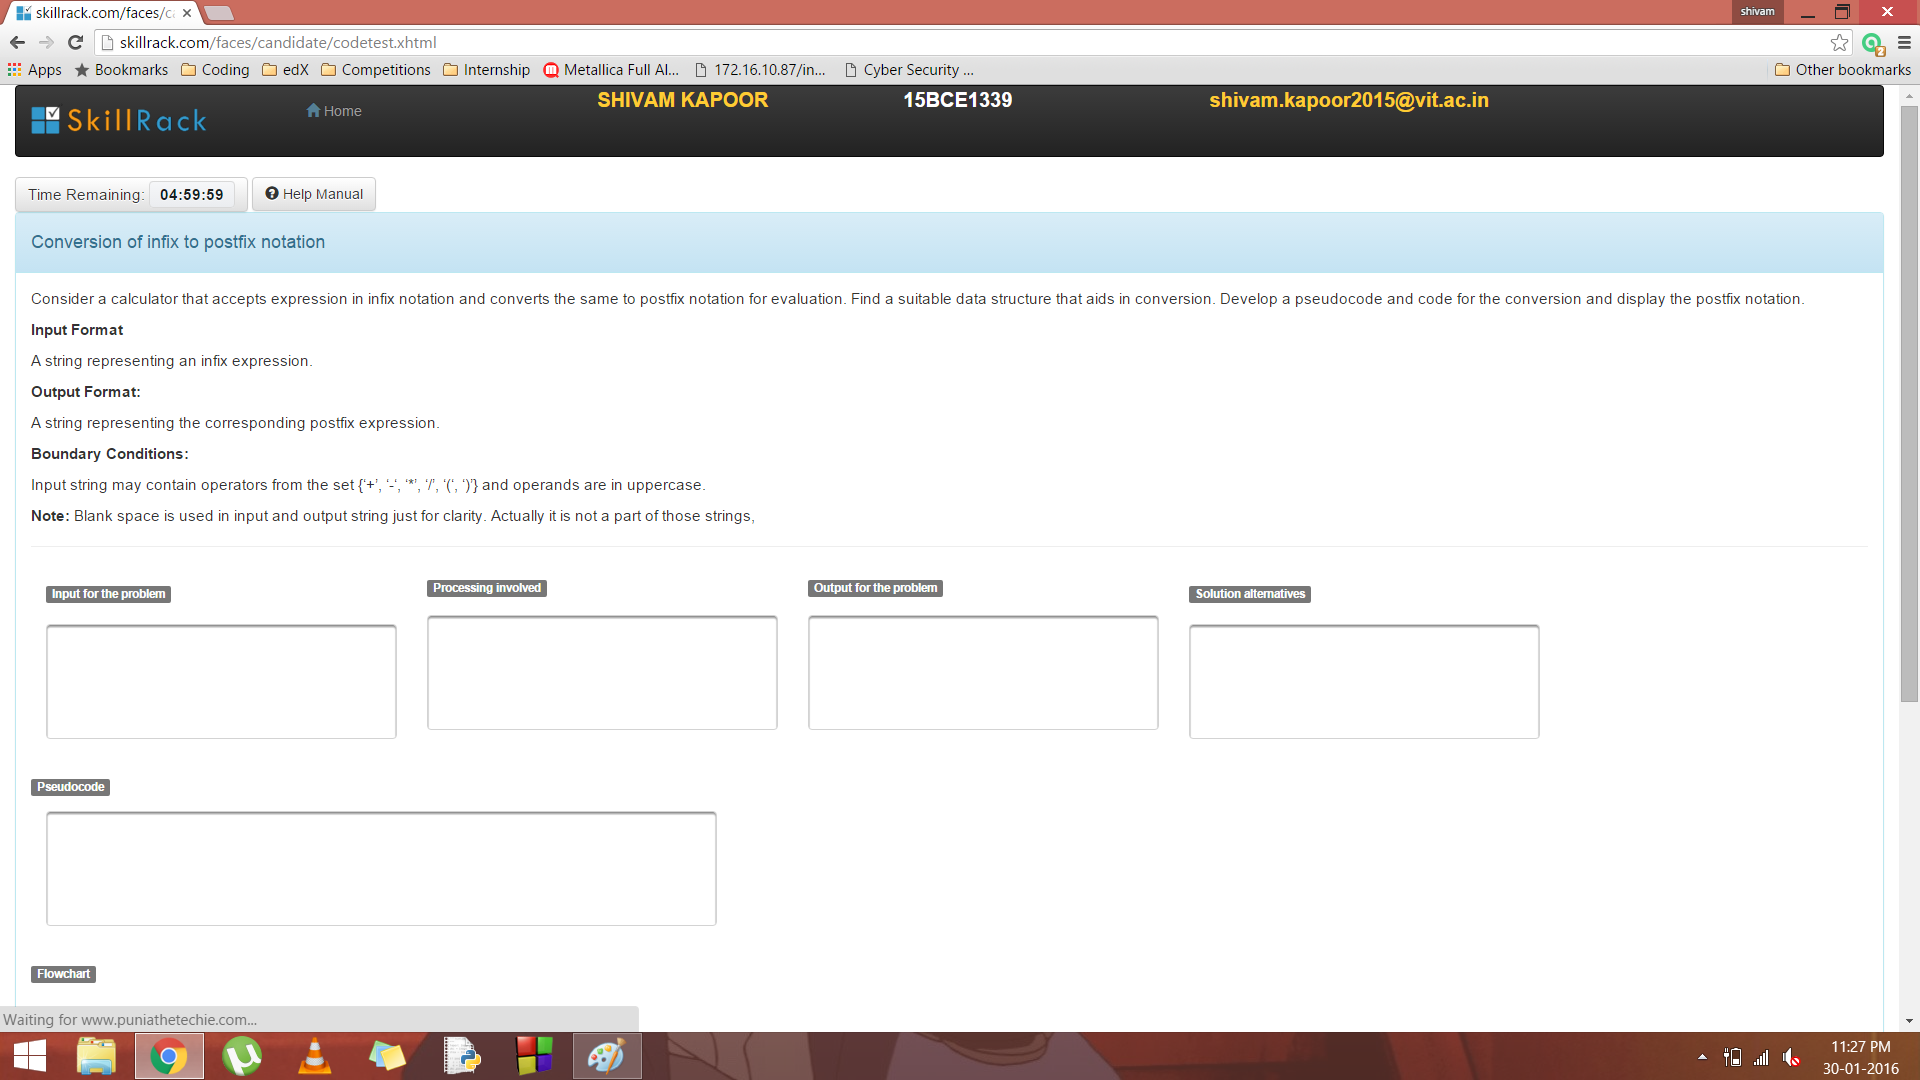 skillrack.com/faces/c
shivam
skillrack.com/faces/candidate/codetest.xhtml
2
Apps Bookmarks Coding edX Competitions Internship Metallica Full Al... 172.16.10.87/in... Cyber Security ... Other bookmarks
SkillRack Home SHIVAM KAPOOR 15BCE1339 shivam.kapoor2015@vit.ac.in
Time Remaining: 04:59:59 Help Manual
Conversion of infix to postfix notation
Consider a calculator that accepts expression in infix notation and converts the same to postfix notation for evaluation. Find a suitable data structure that aids in conversion. Develop a pseudocode and code for the conversion and display the postfix notation.
Input Format
A string representing an infix expression.
Output Format:
A string representing the corresponding postfix expression.
Boundary Conditions:
Input string may contain operators from the set {‘+’, ‘-‘, ‘*’, ‘/’, ‘(‘, ‘)’} and operands are in uppercase.
Note: Blank space is used in input and output string just for clarity. Actually it is not a part of those strings,
Input for the problem Processing involved Output for the problem Solution alternatives
Pseudocode
Flowchart
Waiting for www.puniathetechie.com...
11:27 PM
30-01-2016